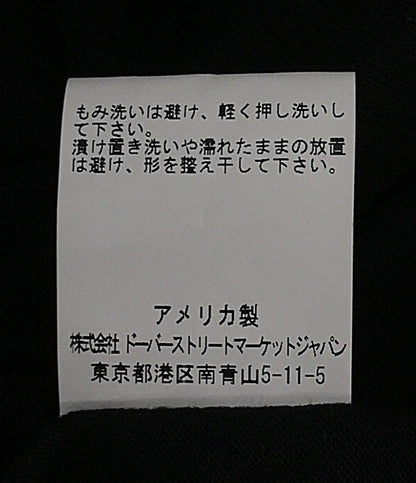 もみ洗いは避け、軽く押し洗いし
て下さい。
漬け置き洗いや濡れたままの放置
は避け、形を整え干して下さい。
アメリカ製
株式会社 ドーバーストリートマーケットジャパン
東京都港区南青山5-11-5